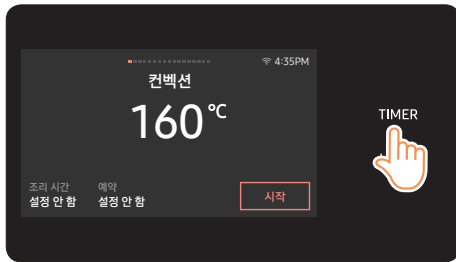 4:35PM
컨벡션
160 °C
TIMER
조리 시간 예약
설정 안 함 설정 안 함
시작